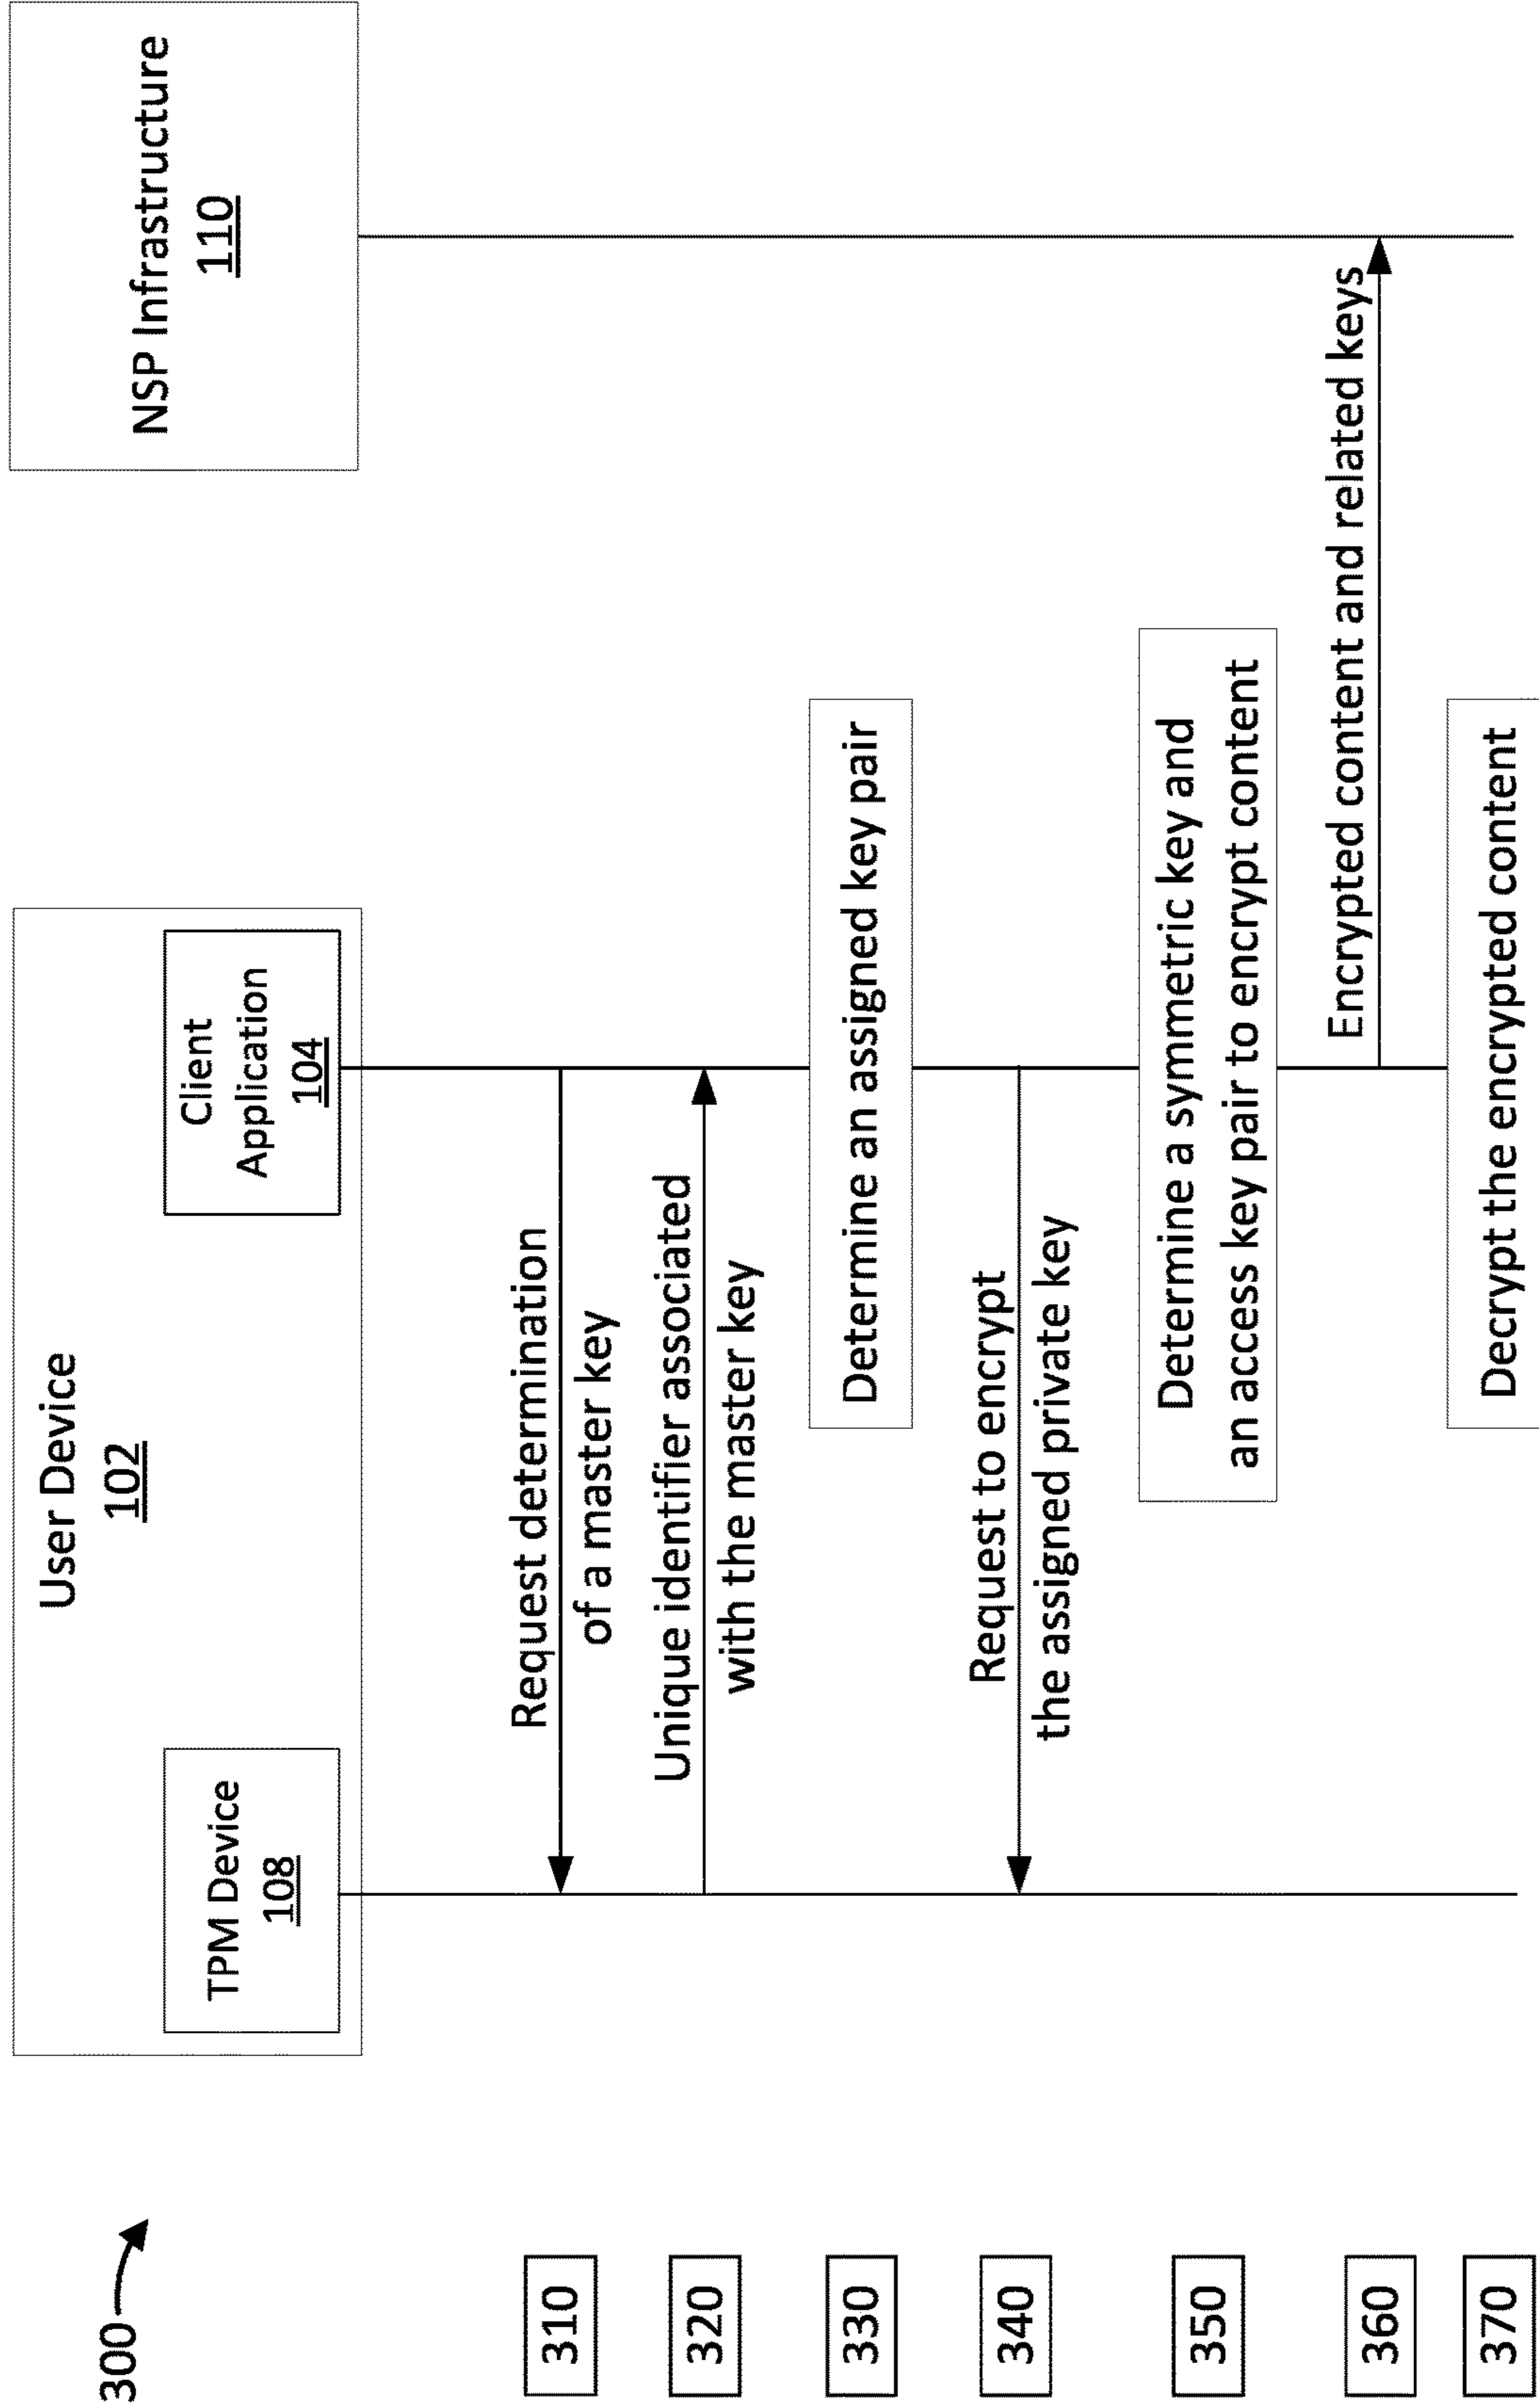 300
User Device
102
NSP Infrastructure
110
TPM Device
108
Client
Application
104
310
Request determination
of a master key
320
Unique identifier associated
with the master key
330
Determine an assigned key pair
340
Request to encrypt
the assigned private key
350
Determine a symmetric key and
an access key pair to encrypt content
360
Encrypted content and related keys
370
Decrypt the encrypted content